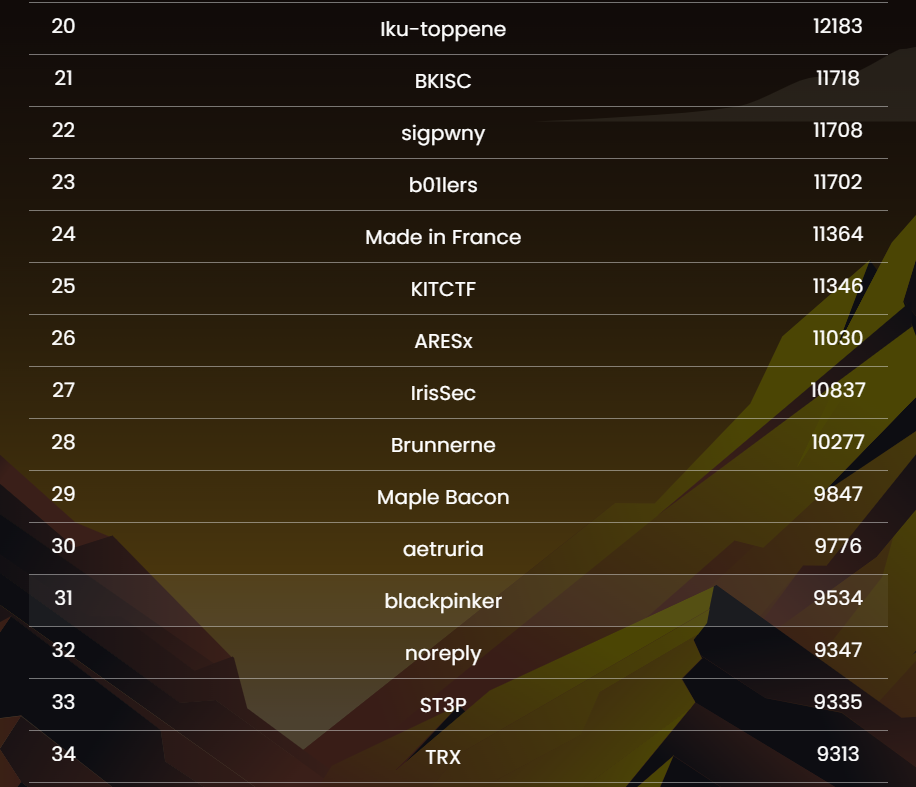 20 Iku-toppene 12183
21 BKISC 11718
22 sigpwny 11708
23 b01lers 11702
24 Made in France 11364
25 KITCTF 11346
26 ARESx 11030
27 IrisSec 10837
28 Brunnerne 10277
29 Maple Bacon 9847
30 aetruria 9776
31 blackpinker 9534
32 noreply 9347
33 ST3P 9335
34 TRX 9313